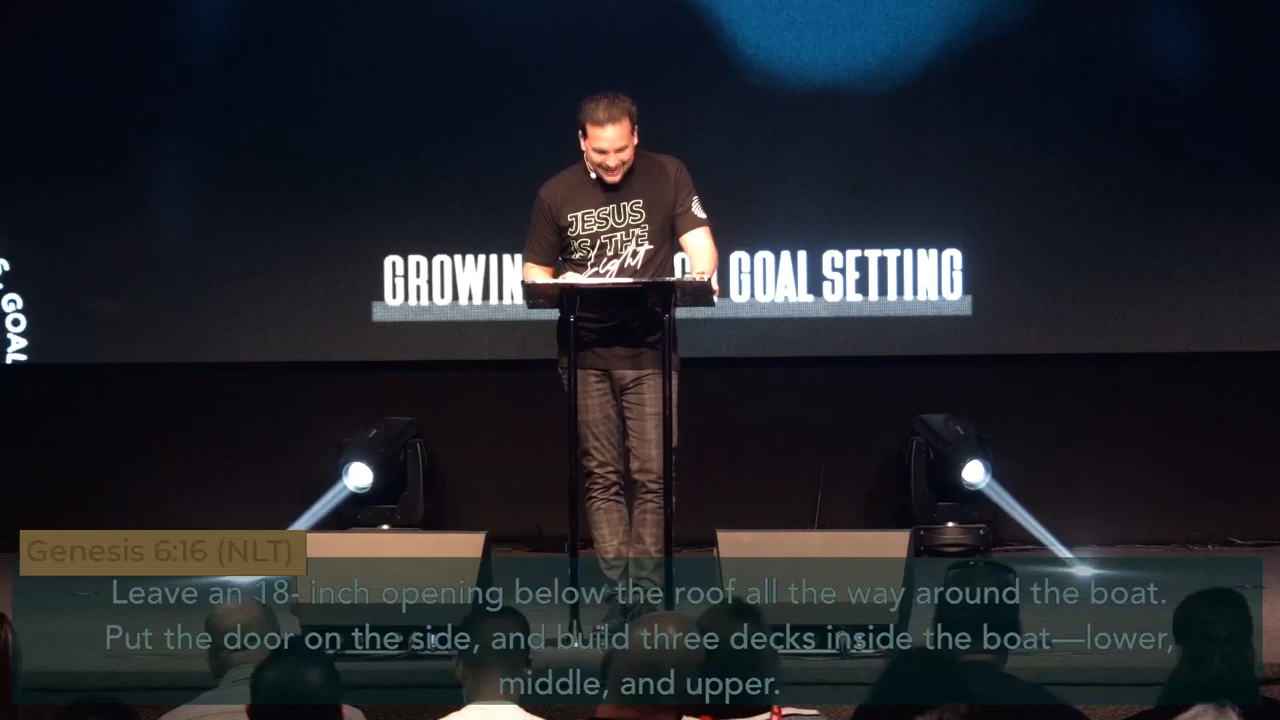 JESUS
IS THE
Light
GROWIN
GOAL SETTING
S. GOAL
Genesis 6:16 (NLT)
Leave an 18- inch opening below the roof all the way around the boat.
Put the door on the side, and build three decks inside the boat—lower,
middle, and upper.